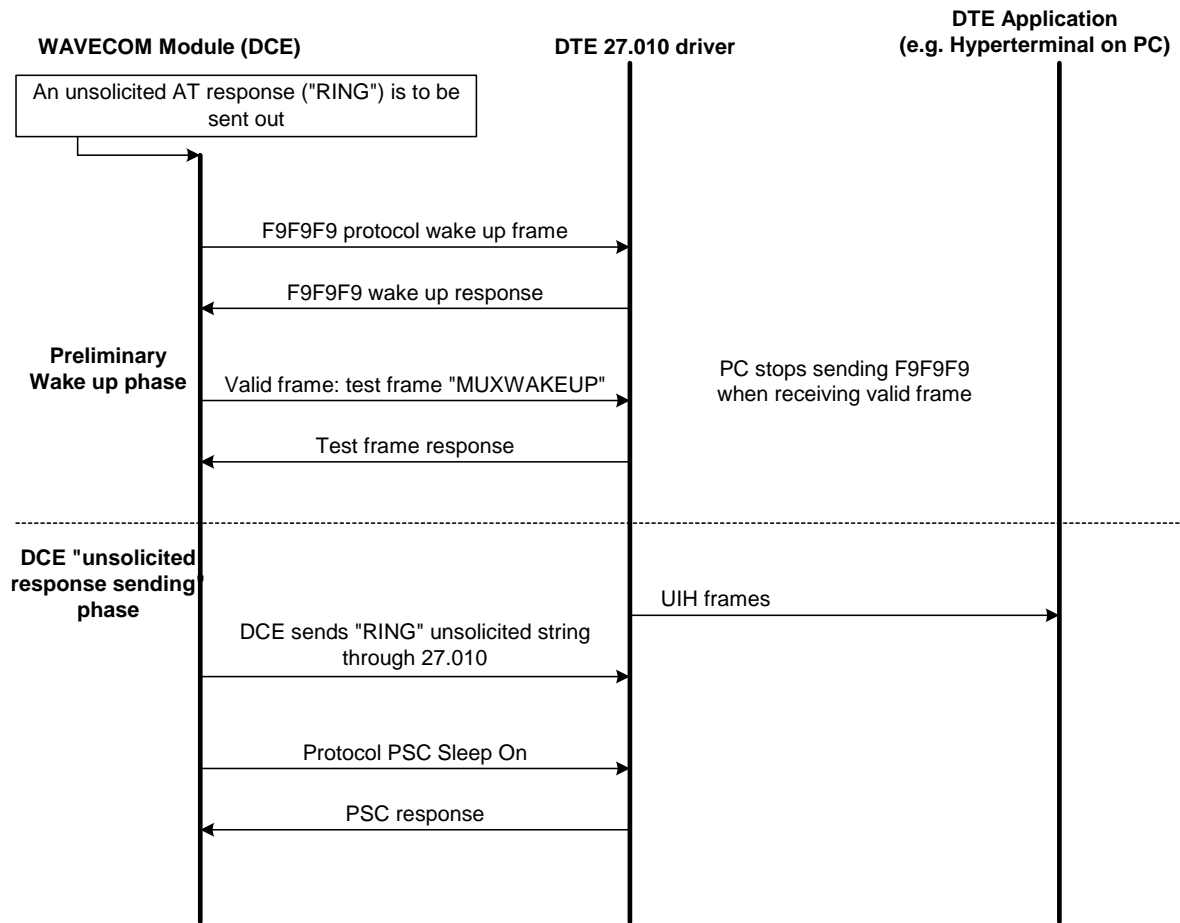 DTE Application
(e.g. Hyperterminal on PC)
WAVECOM Module (DCE)
DTE 27.010 driver
An unsolicited AT response ("RING") is to be
sent out
F9F9F9 protocol wake up frame
F9F9F9 wake up response
Preliminary
Wake up phase
Valid frame: test frame "MUXWAKEUP"
PC stops sending F9F9F9
when receiving valid frame
Test frame response
DCE "unsolicited
response sending"
phase
UIH frames
DCE sends "RING" unsolicited string
through 27.010
Protocol PSC Sleep On
PSC response